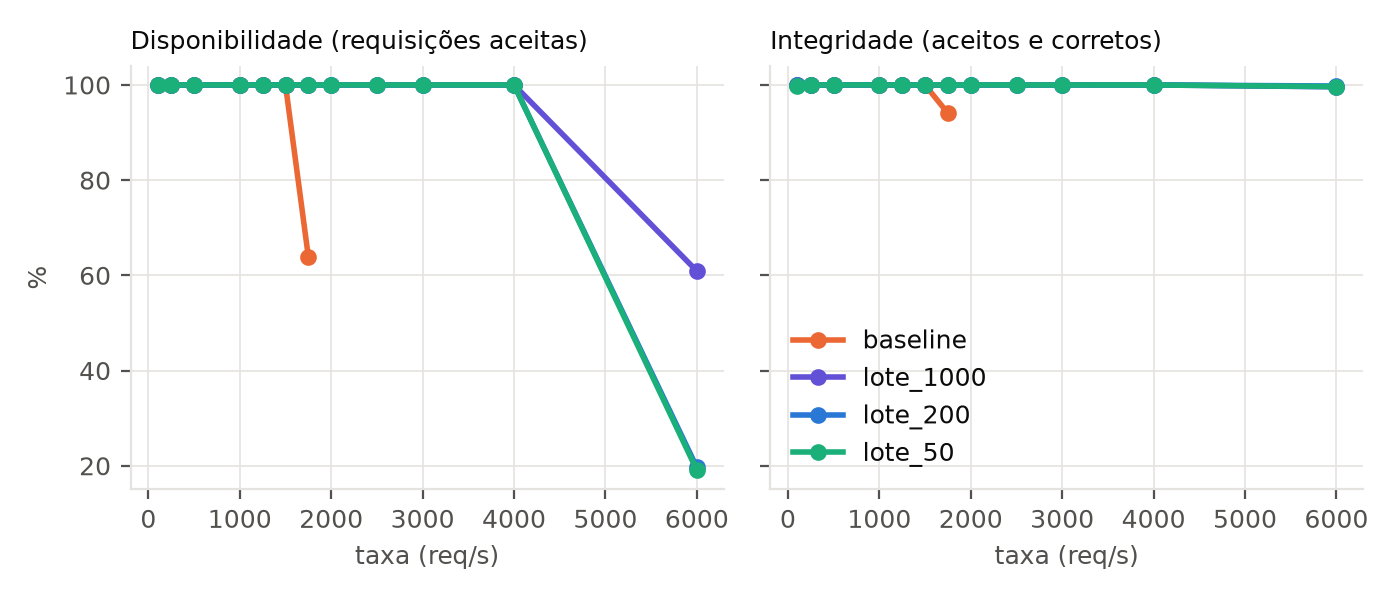 Disponibilidade (requisições aceitas)
100
80
60
40
20
%
0 1000 2000 3000 4000 5000 6000
taxa (req/s)
Integridade (aceitos e corretos)
baseline
lote_1000
lote_200
lote_50
0 1000 2000 3000 4000 5000 6000
taxa (req/s)